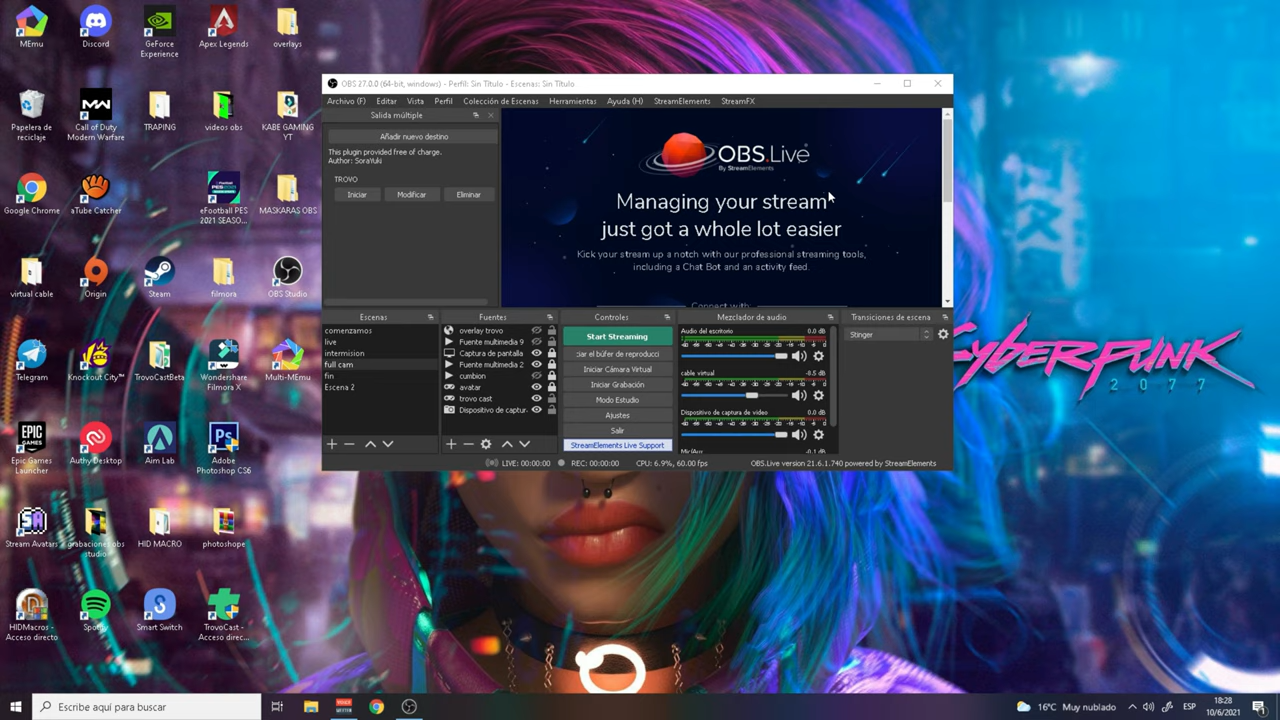 MEmu
Discord
GeForce
Experience
Apex Legends
overlays
Papelera de
reciclaje
Call of Duty
Modern Warfare
TRAPING
videos obs
KABE GAMING
YT
Google Chrome
aTube Catcher
eFootball PES
2021 SEASO...
MASKARAS OBS
virtual cable
Origin
Steam
filmora
OBS Studio
Telegram
Knockout City™
TrovoCastBeta
Wondershare
Filmora X
Multi-MEmu
Epic Games
Launcher
Authy Desktop
Aim Lab
Adobe
Photoshop CS6
Stream Avatars
grabaciones obs
studio
HID MACRO
photoshope
HIDMacros -
Acceso directo
Spotify
Smart Switch
TrovoCast -
Acceso direc...
OBS 27.0.0 (64-bit, windows) - Perfil: Sin Título - Escenas: Sin Título
Archivo (F) Editar Vista Perfil Colección de Escenas Herramientas Ayuda (H) StreamElements StreamFX
Salida múltiple
Añadir nuevo destino
This plugin provided free of charge.
Author: SoraYuki
TROVO
Iniciar Modificar Eliminar
OBS.Live
By StreamElements
Managing your stream
just got a whole lot easier
Kick your stream up a notch with our professional streaming tools,
including a Chat Bot and an activity feed.
Connect with:
Escenas
comenzamos
live
intermision
full cam
fin
Escena 2
Fuentes
overlay trovo
Fuente multimedia 9
Captura de pantalla
Fuente multimedia 2
cumbion
avatar
trovo cast
Dispositivo de captur
Controles
Start Streaming
iar el búfer de reproducci
Iniciar Cámara Virtual
Iniciar Grabación
Modo Estudio
Ajustes
Salir
StreamElements Live Support
Mezclador de audio
Audio del escritorio 0.0 dB
cable virtual -8.5 dB
Dispositivo de captura de video 0.0 dB
Mic/Aux -0.1 dB
Transiciones de escena
Stinger
LIVE: 00:00:00 REC: 00:00:00 CPU: 6.9%, 60.00 fps OBS.Live version 21.6.1.740 powered by StreamElements
CYBERPUNK
2077
Escribe aquí para buscar
16°C Muy nublado
ESP
18:28
10/6/2021